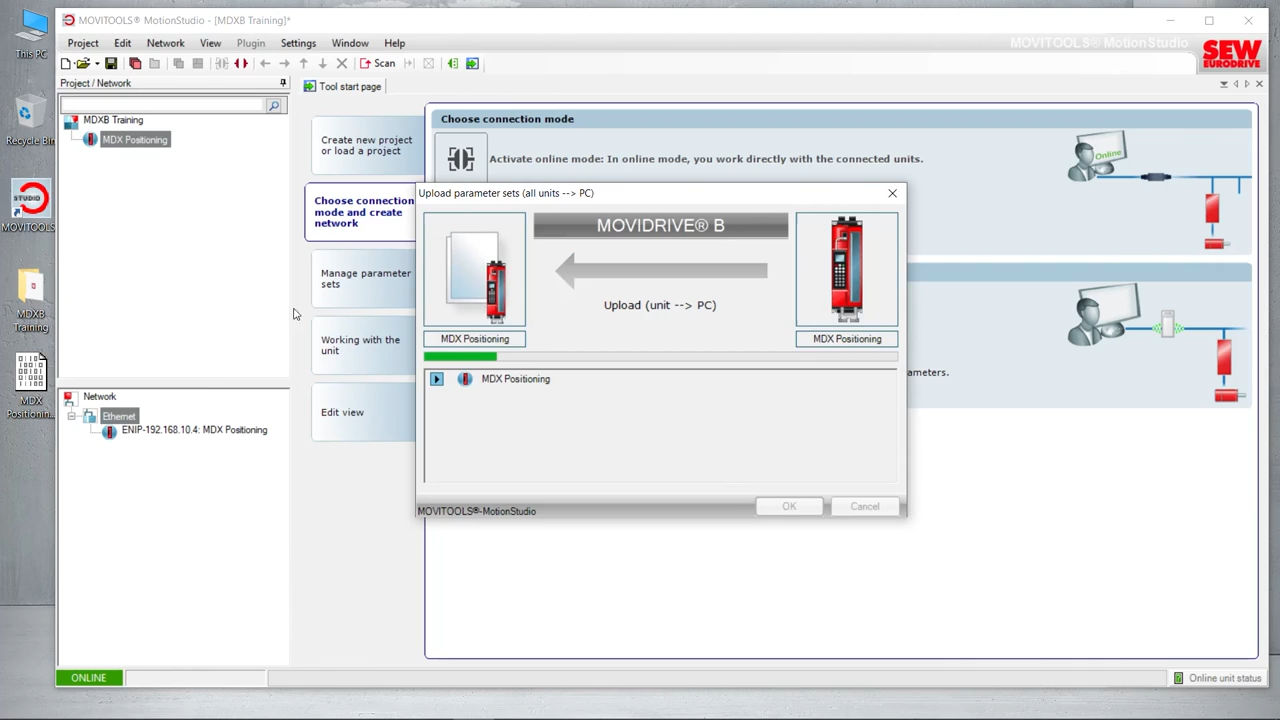 This PC
Recycle Bin
STUDIO
MOVITOOLS
MDXB
Training
MDX
Positionin...
MOVITOOLS® MotionStudio - [MDXB Training]*
Project Edit Network View Plugin Settings Window Help
MOVITOOLS® MotionStudio
SEW
EURODRIVE
Scan
Project / Network
Tool start page
MDXB Training
MDX Positioning
Network
Ethernet
ENIP-192.168.10.4: MDX Positioning
Create new project
or load a project
Choose connection
mode and create
network
Manage parameter
sets
Working with the
unit
Edit view
Choose connection mode
Activate online mode: In online mode, you work directly with the connected units.
Online
ameters.
Upload parameter sets (all units --> PC)
MOVIDRIVE® B
Upload (unit --> PC)
MDX Positioning
MDX Positioning
MDX Positioning
OK
Cancel
MOVITOOLS®-MotionStudio
ONLINE
Online unit status